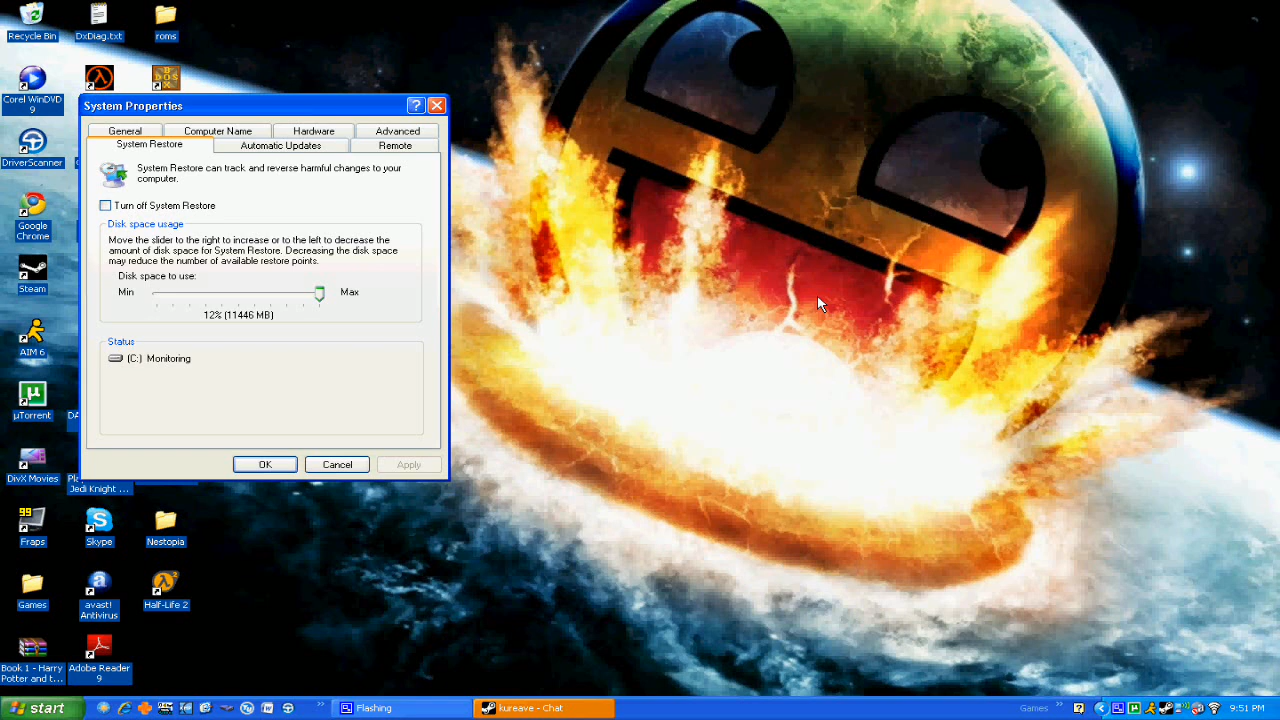 Recycle Bin
DxDiag.txt
roms
Corel WinDVD
9
DriverScanner
Google
Chrome
Steam
AIM 6
µTorrent
DivX Movies
Jedi Knight ...
Fraps
Skype
Nestopia
Games
avast!
Antivirus
Half-Life 2
Book 1 - Harry
Potter and t...
Adobe Reader
9
System Properties
General
Computer Name
Hardware
Advanced
System Restore
Automatic Updates
Remote
System Restore can track and reverse harmful changes to your
computer.
Turn off System Restore
Disk space usage
Move the slider to the right to increase or to the left to decrease the
amount of disk space for System Restore. Decreasing the disk space
may reduce the number of available restore points.
Disk space to use:
Min
Max
12% (11446 MB)
Status
(C:) Monitoring
OK
Cancel
Apply
start
Flashing
kureave - Chat
Games
9:51 PM